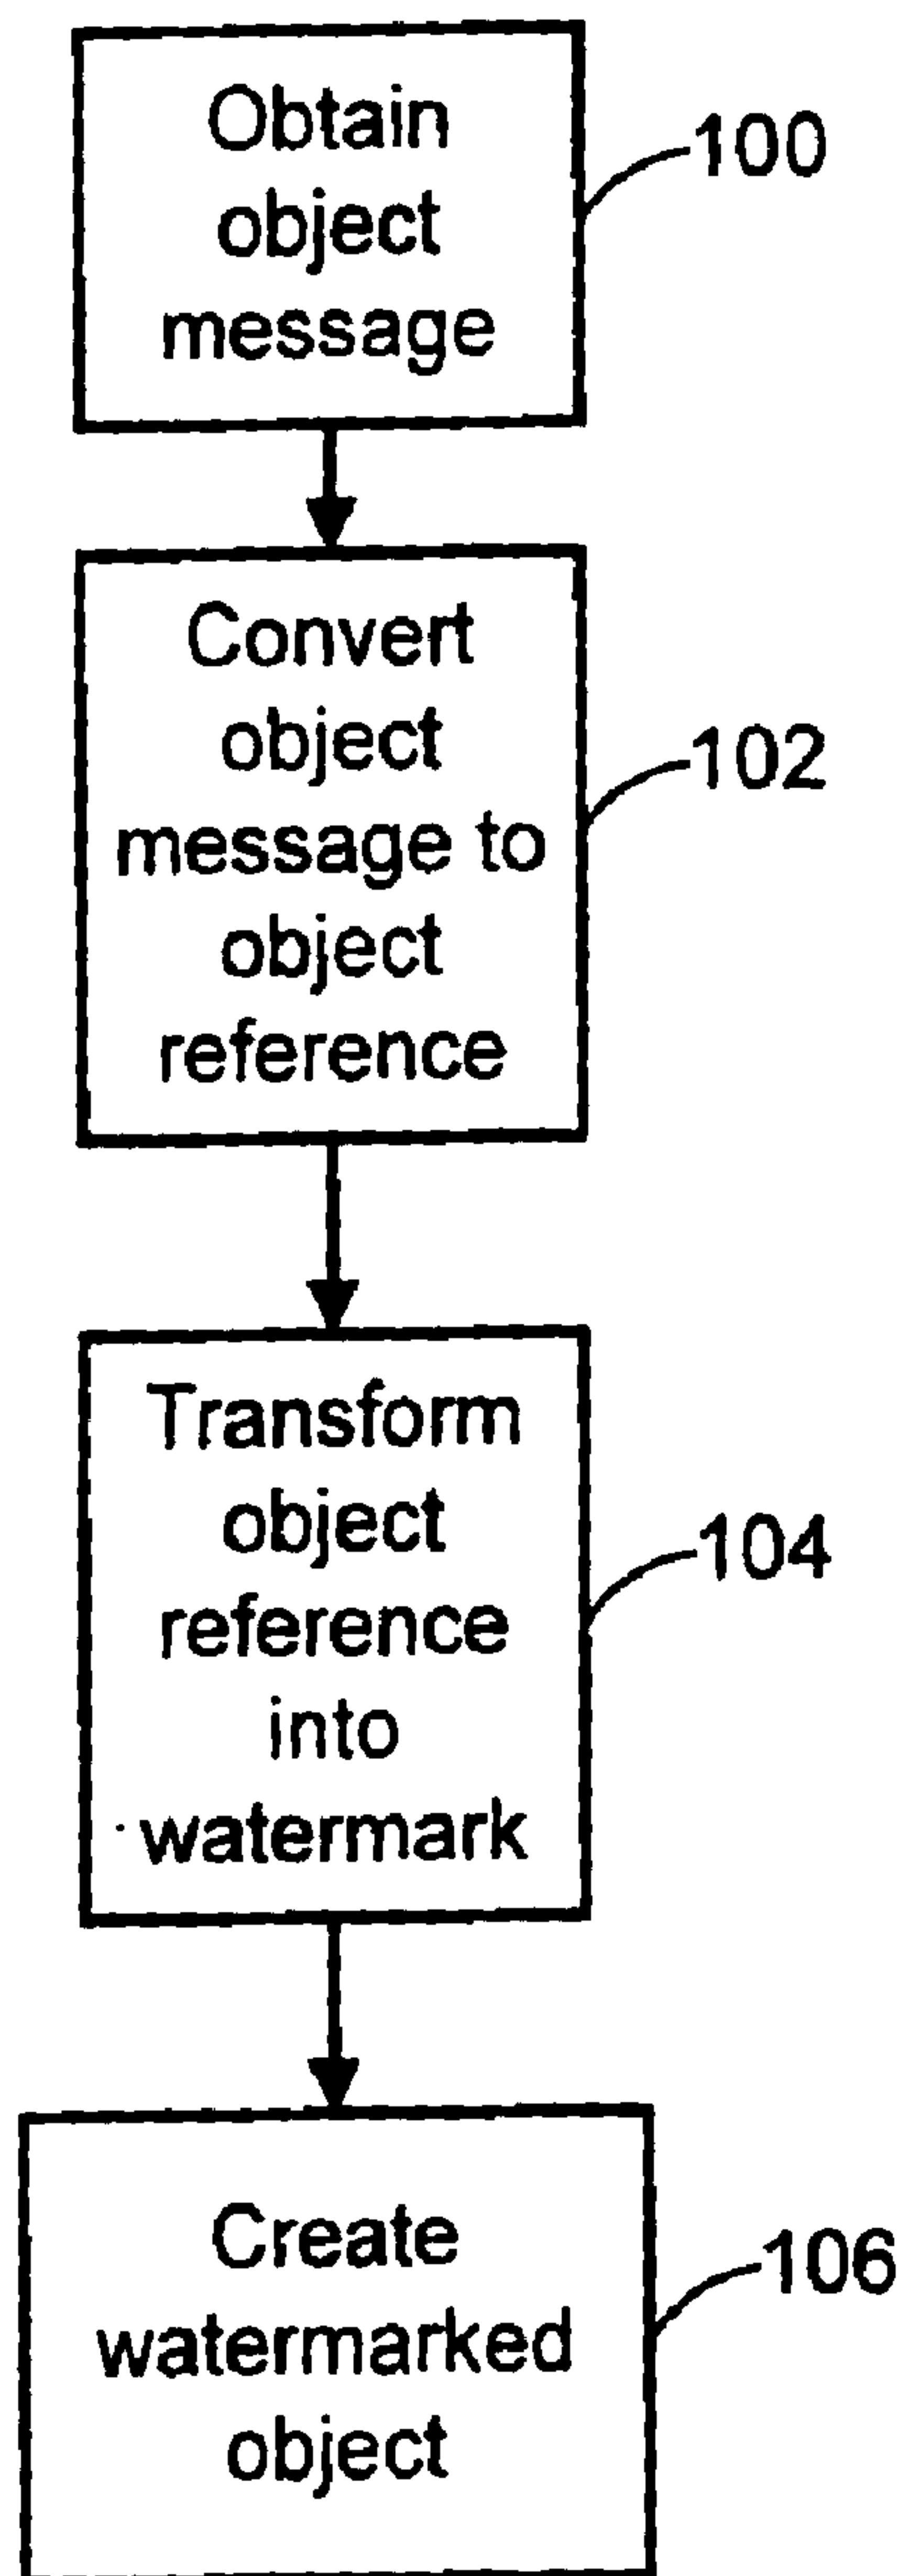 Obtain
object
message
100
Convert
object
message to
object
reference
102
Transform
object
reference
into
watermark
104
Create
watermarked
object
106